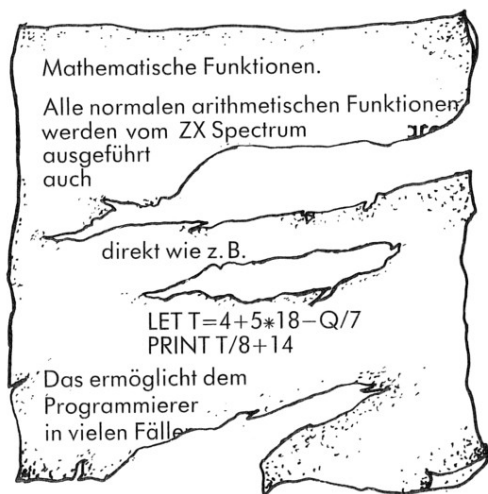 Mathematische Funktionen.
Alle normalen arithmetischen Funktionen
werden vom ZX Spectrum
ausgeführt
auch
direkt wie z. B.
LET T=4+5*18−Q/7
PRINT T/8+14
Das ermöglicht dem
Programmierer
in vielen Fällen